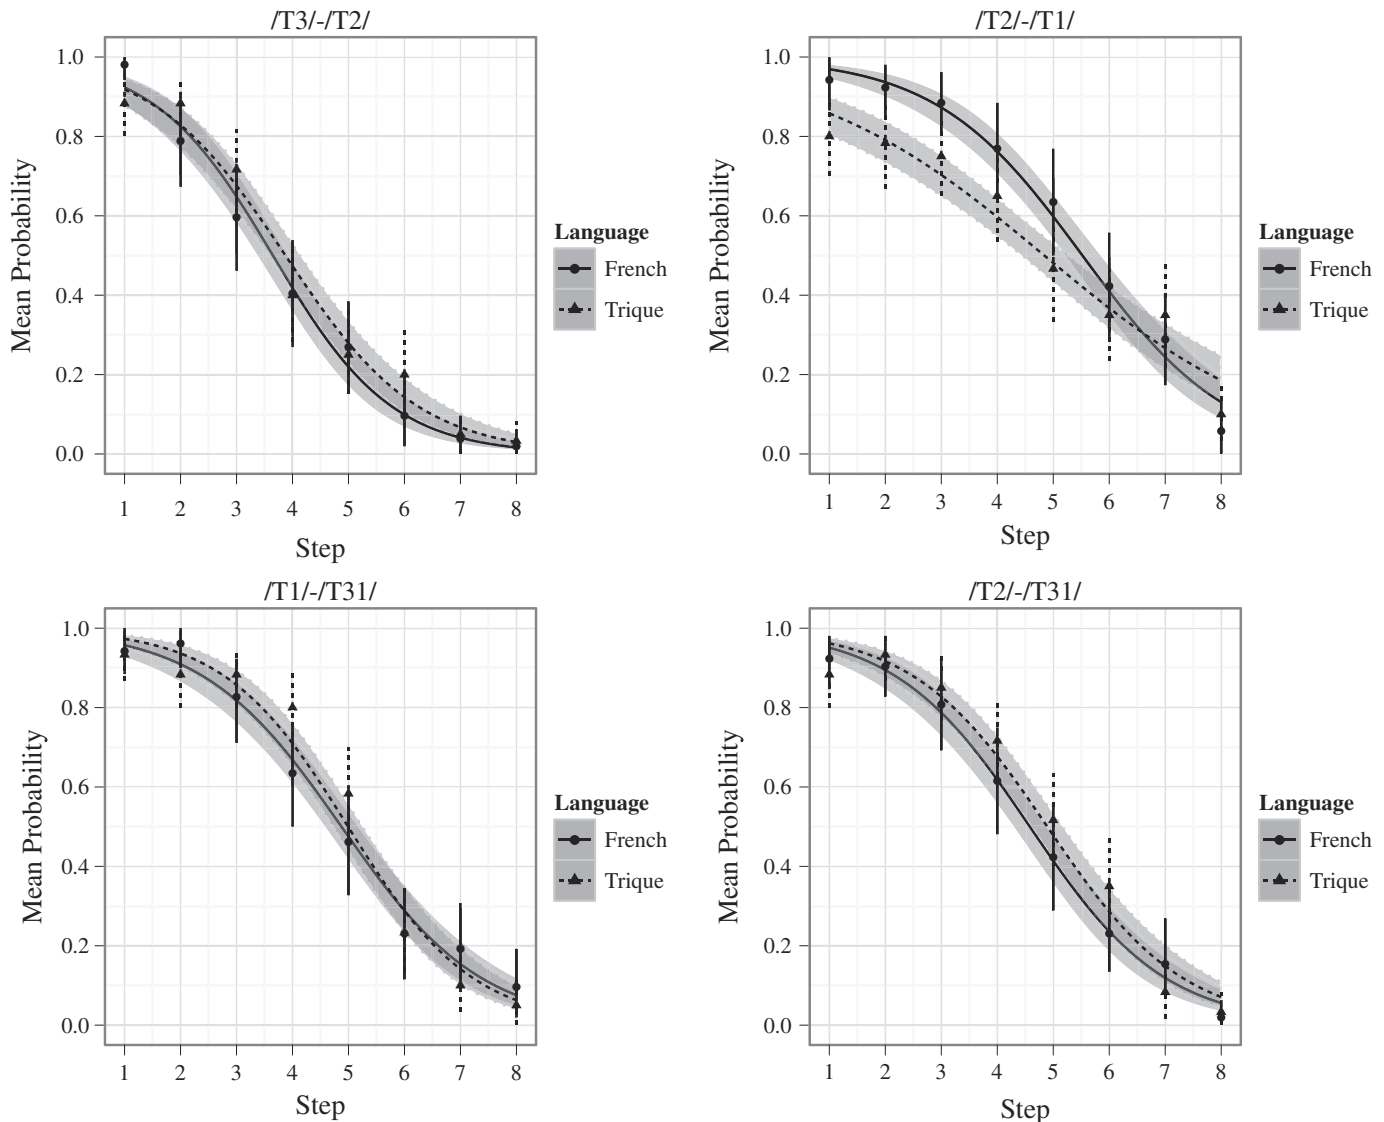 /T3/-/T2/
1.0
0.8
0.6
0.4
0.2
0.0
Mean Probability
1 2 3 4 5 6 7 8
Step
Language
French
Trique
/T2/-/T1/
1.0
0.8
0.6
0.4
0.2
0.0
Mean Probability
1 2 3 4 5 6 7 8
Step
Language
French
Trique
/T1/-/T31/
1.0
0.8
0.6
0.4
0.2
0.0
Mean Probability
1 2 3 4 5 6 7 8
Step
Language
French
Trique
/T2/-/T31/
1.0
0.8
0.6
0.4
0.2
0.0
Mean Probability
1 2 3 4 5 6 7 8
Step
Language
French
Trique